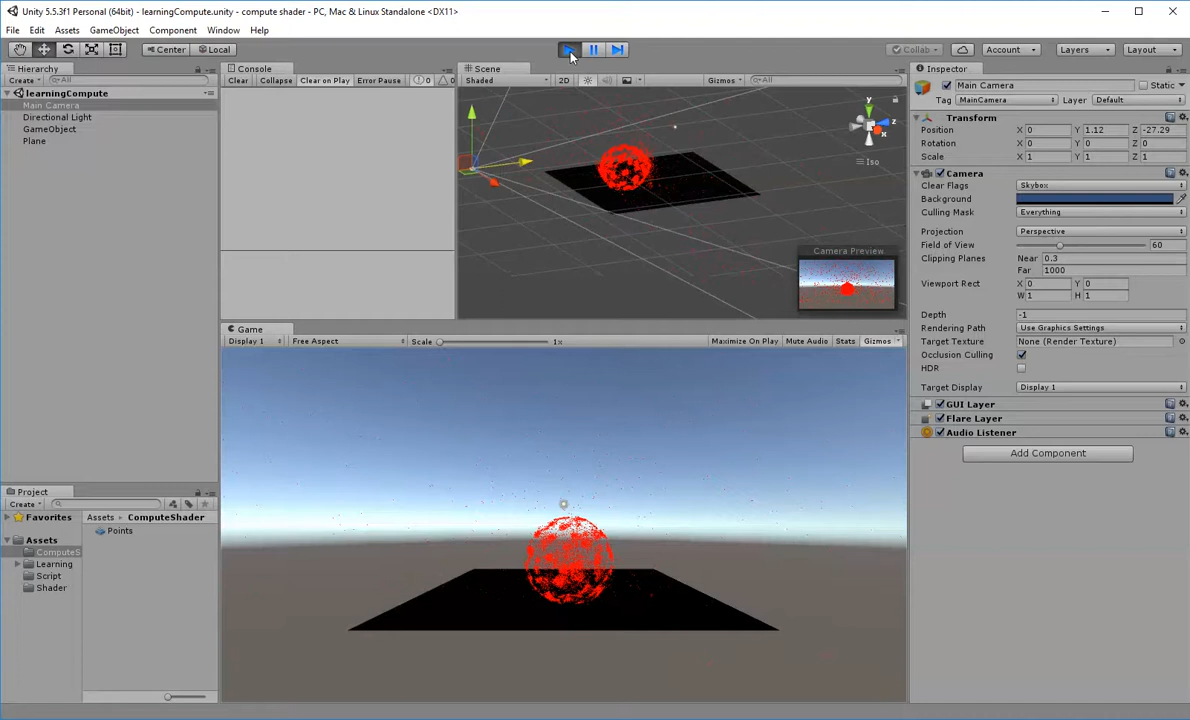 Unity 5.5.3f1 Personal (64bit) - learningCompute.unity - compute shader - PC, Mac & Linux Standalone <DX11>
File Edit Assets GameObject Component Window Help
Center Local Collab Account Layers Layout
Hierarchy
Create All
learningCompute
Main Camera
Directional Light
GameObject
Plane
Console
Clear Collapse Clear on Play Error Pause 0 0
Scene
Shaded 2D Gizmos All
y
z
x
Iso
Camera Preview
Game
Display 1 Free Aspect Scale 1x Maximize On Play Mute Audio Stats Gizmos
Project
Create
Favorites
Assets
ComputeS
Learning
Script
Shader
Assets ComputeShader
Points
Inspector
Main Camera Static
Tag MainCamera Layer Default
Transform
Position X 0 Y 1.12 Z -27.29
Rotation X 0 Y 0 Z 0
Scale X 1 Y 1 Z 1
Camera
Clear Flags Skybox
Background
Culling Mask Everything
Projection Perspective
Field of View 60
Clipping Planes Near 0.3
Far 1000
Viewport Rect X 0 Y 0
W 1 H 1
Depth -1
Rendering Path Use Graphics Settings
Target Texture None (Render Texture)
Occlusion Culling
HDR
Target Display Display 1
GUI Layer
Flare Layer
Audio Listener
Add Component